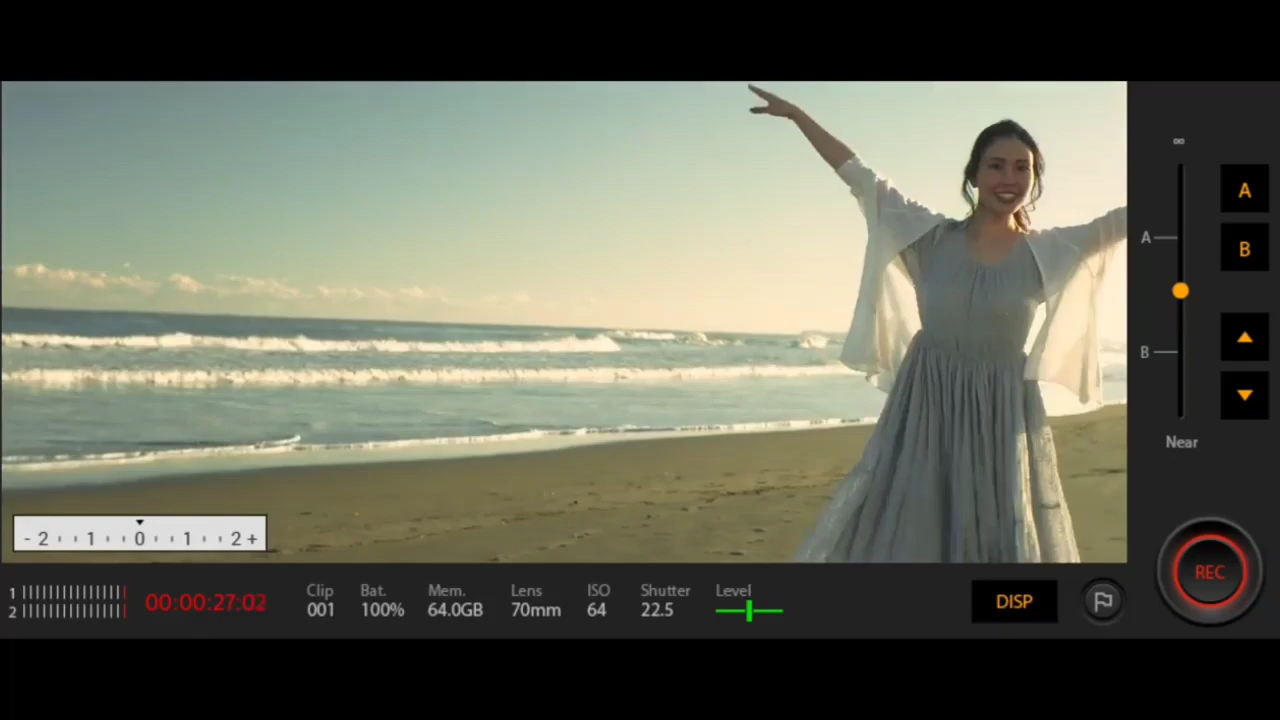 ∞
A
A
B
B
Near
- 2 1 0 1 2 +
REC
1
2
00:00:27:02
Clip Bat. Mem. Lens ISO Shutter Level
001 100% 64.0GB 70mm 64 22.5
DISP